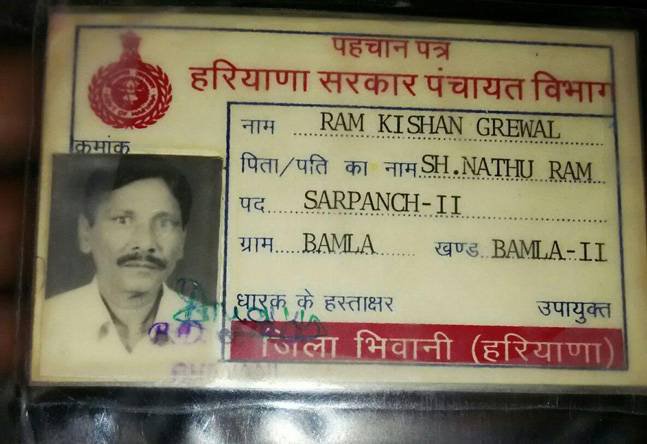 पहचान पत्र
हरियाणा सरकार पंचायत विभाग
क्रमांक
नाम RAM KISHAN GREWAL
पिता/पति का नाम SH.NATHU RAM
पद SARPANCH-II
ग्राम BAMLA खण्ड BAMLA-II
धारक के हस्ताक्षर उपायुक्त
जिला भिवानी (हरियाणा)